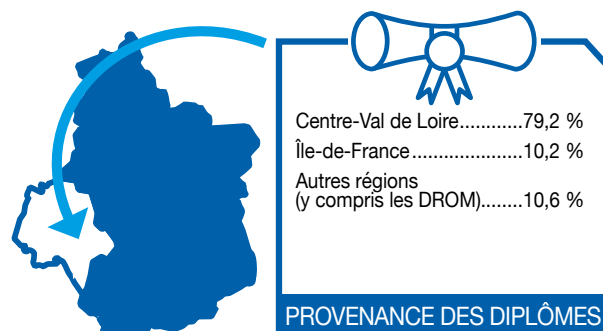 Centre-Val de Loire............79,2 %
Île-de-France.....................10,2 %
Autres régions
(y compris les DROM)........10,6 %
PROVENANCE DES DIPLÔMES